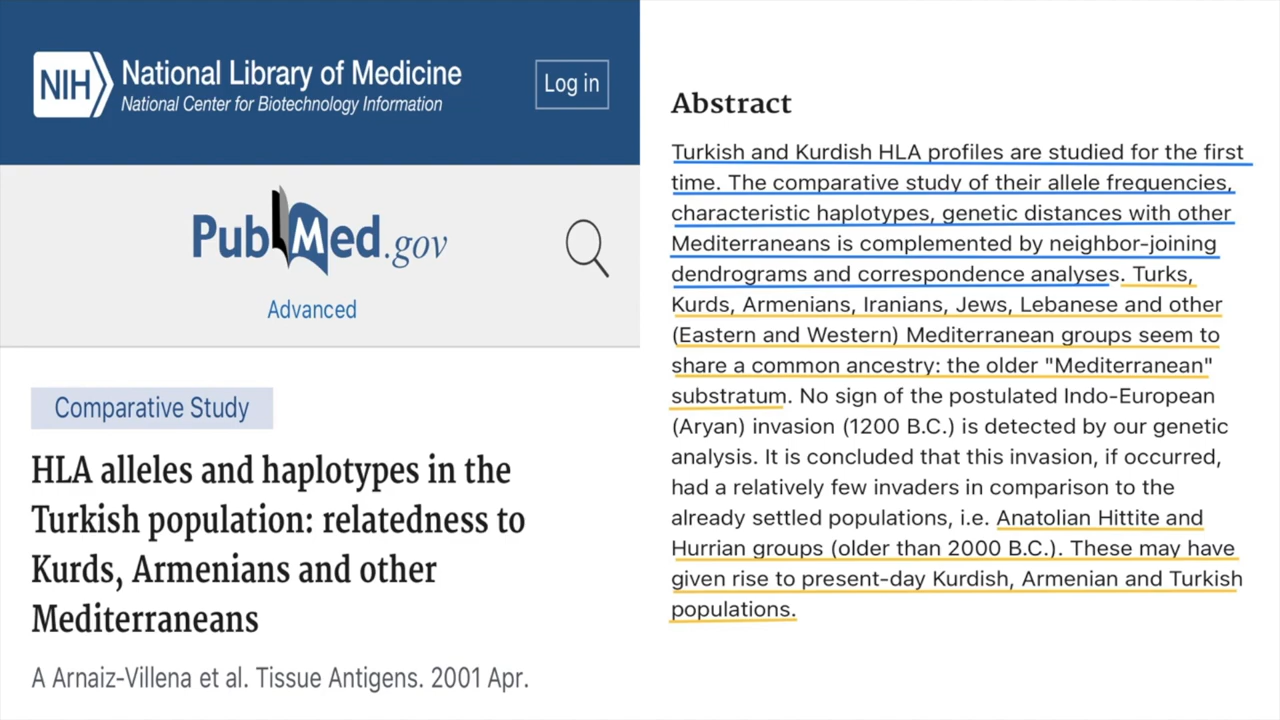 NIH National Library of Medicine
National Center for Biotechnology Information
Log in
PubMed.gov
Advanced
Comparative Study
HLA alleles and haplotypes in the
Turkish population: relatedness to
Kurds, Armenians and other
Mediterraneans
A Arnaiz-Villena et al. Tissue Antigens. 2001 Apr.
Abstract
Turkish and Kurdish HLA profiles are studied for the first
time. The comparative study of their allele frequencies,
characteristic haplotypes, genetic distances with other
Mediterraneans is complemented by neighbor-joining
dendrograms and correspondence analyses. Turks,
Kurds, Armenians, Iranians, Jews, Lebanese and other
(Eastern and Western) Mediterranean groups seem to
share a common ancestry: the older "Mediterranean"
substratum. No sign of the postulated Indo-European
(Aryan) invasion (1200 B.C.) is detected by our genetic
analysis. It is concluded that this invasion, if occurred,
had a relatively few invaders in comparison to the
already settled populations, i.e. Anatolian Hittite and
Hurrian groups (older than 2000 B.C.). These may have
given rise to present-day Kurdish, Armenian and Turkish
populations.